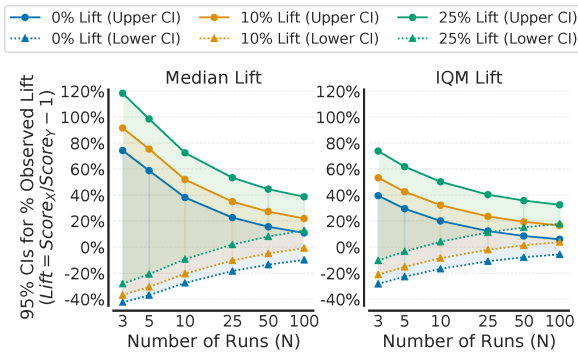 0% Lift (Upper CI) 10% Lift (Upper CI) 25% Lift (Upper CI)
0% Lift (Lower CI) 10% Lift (Lower CI) 25% Lift (Lower CI)
95% CIs for % Observed Lift
(Lift = Score_X/Score_Y − 1)
Median Lift
120%
100%
80%
60%
40%
20%
0%
-20%
-40%
3 5 10 25 50 100
Number of Runs (N)
IQM Lift
120%
100%
80%
60%
40%
20%
0%
-20%
-40%
3 5 10 25 50 100
Number of Runs (N)